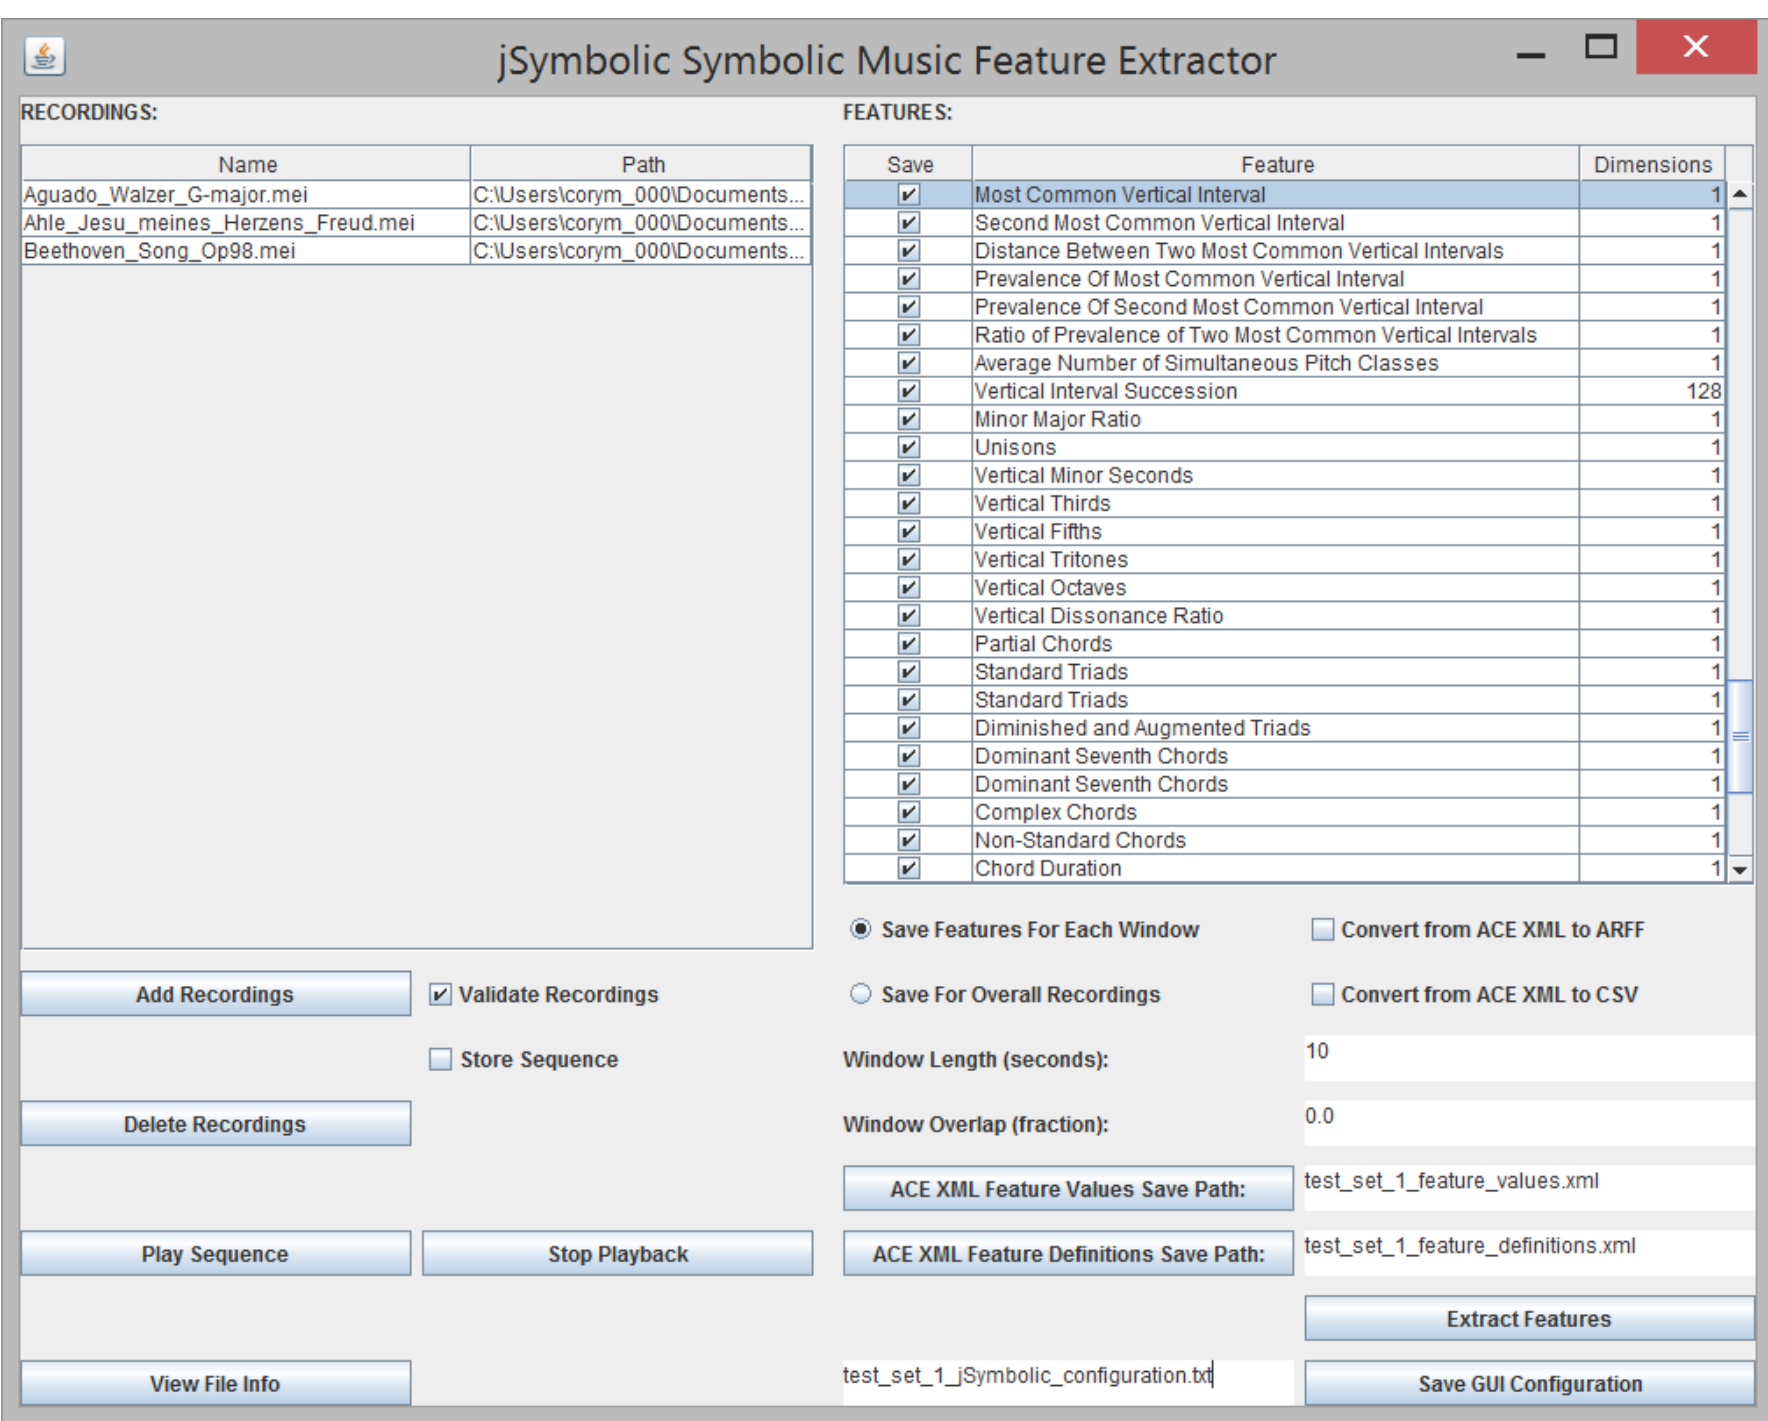 jSymbolic Symbolic Music Feature Extractor
RECORDINGS:
Name Path
Aguado_Walzer_G-major.mei C:\Users\corym_000\Documents...
Ahle_Jesu_meines_Herzens_Freud.mei C:\Users\corym_000\Documents...
Beethoven_Song_Op98.mei C:\Users\corym_000\Documents...
FEATURES:
Save Feature Dimensions
Most Common Vertical Interval 1
Second Most Common Vertical Interval 1
Distance Between Two Most Common Vertical Intervals 1
Prevalence Of Most Common Vertical Interval 1
Prevalence Of Second Most Common Vertical Interval 1
Ratio of Prevalence of Two Most Common Vertical Intervals 1
Average Number of Simultaneous Pitch Classes 1
Vertical Interval Succession 128
Minor Major Ratio 1
Unisons 1
Vertical Minor Seconds 1
Vertical Thirds 1
Vertical Fifths 1
Vertical Tritones 1
Vertical Octaves 1
Vertical Dissonance Ratio 1
Partial Chords 1
Standard Triads 1
Standard Triads 1
Diminished and Augmented Triads 1
Dominant Seventh Chords 1
Dominant Seventh Chords 1
Complex Chords 1
Non-Standard Chords 1
Chord Duration 1
Add Recordings Validate Recordings
Store Sequence
Delete Recordings
Play Sequence Stop Playback
View File Info
Save Features For Each Window Convert from ACE XML to ARFF
Save For Overall Recordings Convert from ACE XML to CSV
Window Length (seconds): 10
Window Overlap (fraction): 0.0
ACE XML Feature Values Save Path: test_set_1_feature_values.xml
ACE XML Feature Definitions Save Path: test_set_1_feature_definitions.xml
Extract Features
test_set_1_jSymbolic_configuration.txt Save GUI Configuration